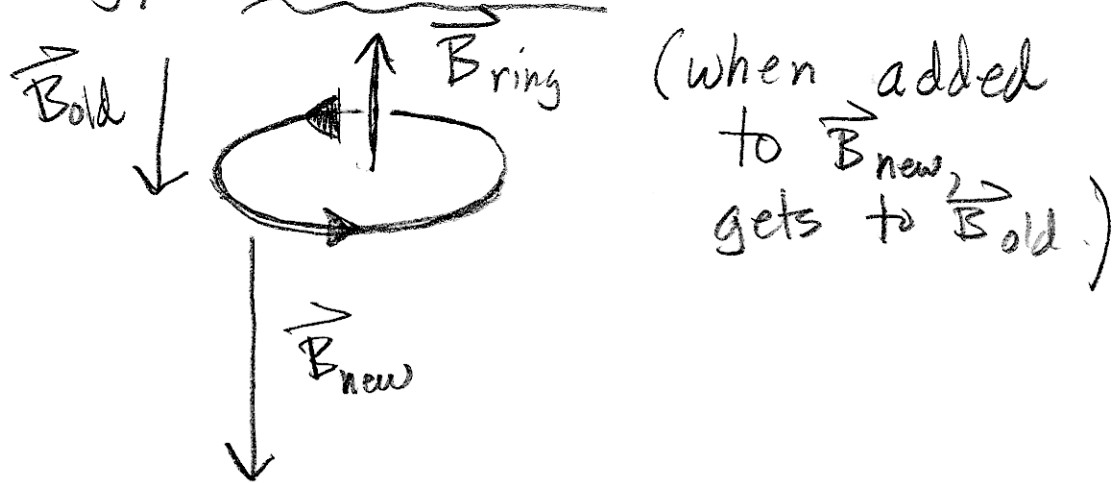 B⃗old
B⃗ring
(when added
to B⃗new,
gets to B⃗old.)
B⃗new